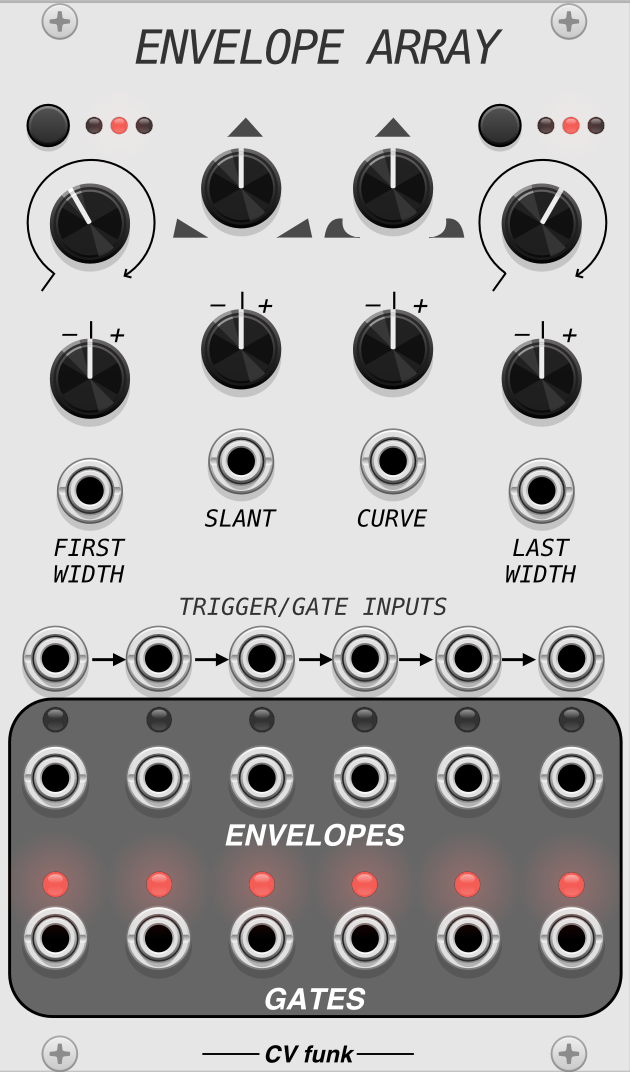 ENVELOPE ARRAY
− | +
− | +
− | +
− | +
SLANT
CURVE
FIRST
WIDTH
LAST
WIDTH
TRIGGER/GATE INPUTS
ENVELOPES
GATES
CV funk